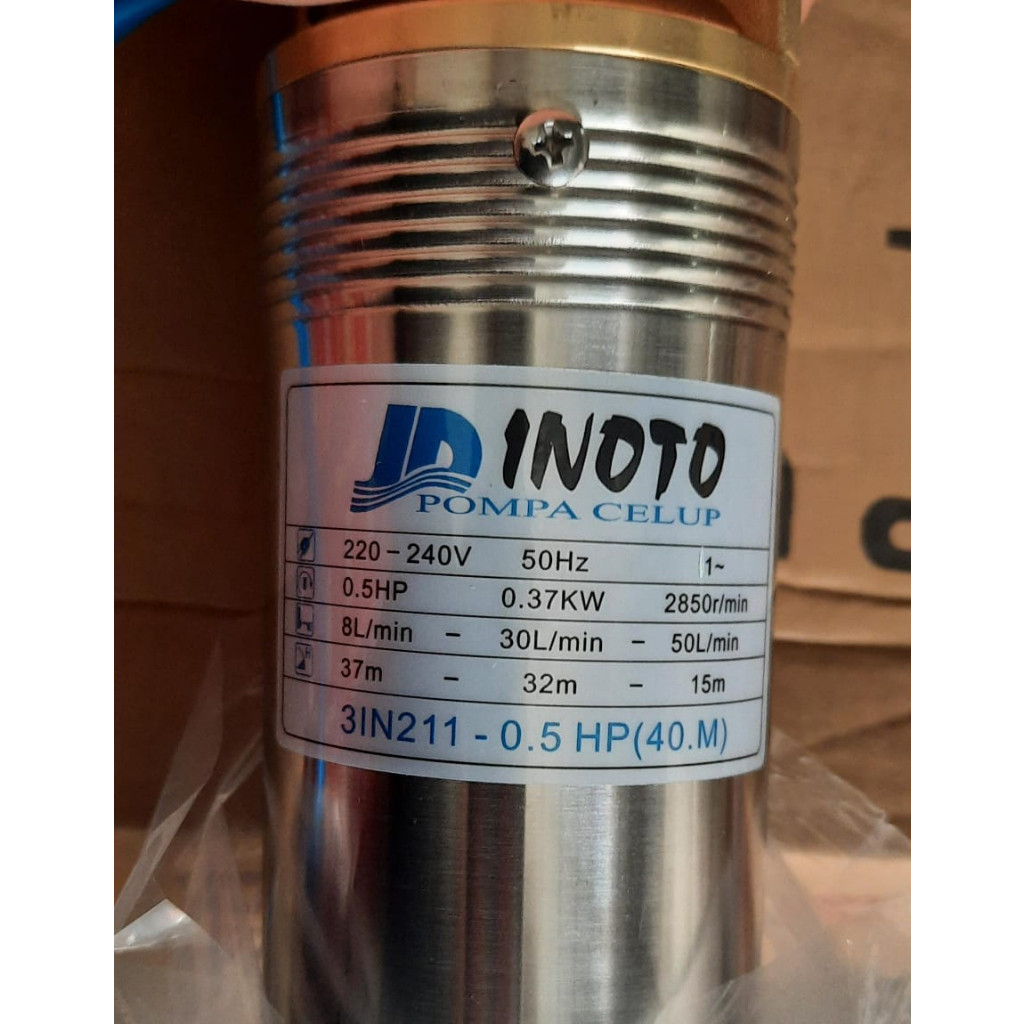 JD INOTO
POMPA CELUP
220-240V 50Hz 1~
0.5HP 0.37KW 2850r/min
8L/min - 30L/min - 50L/min
H
37m - 32m - 15m
3IN211 - 0.5 HP(40.M)